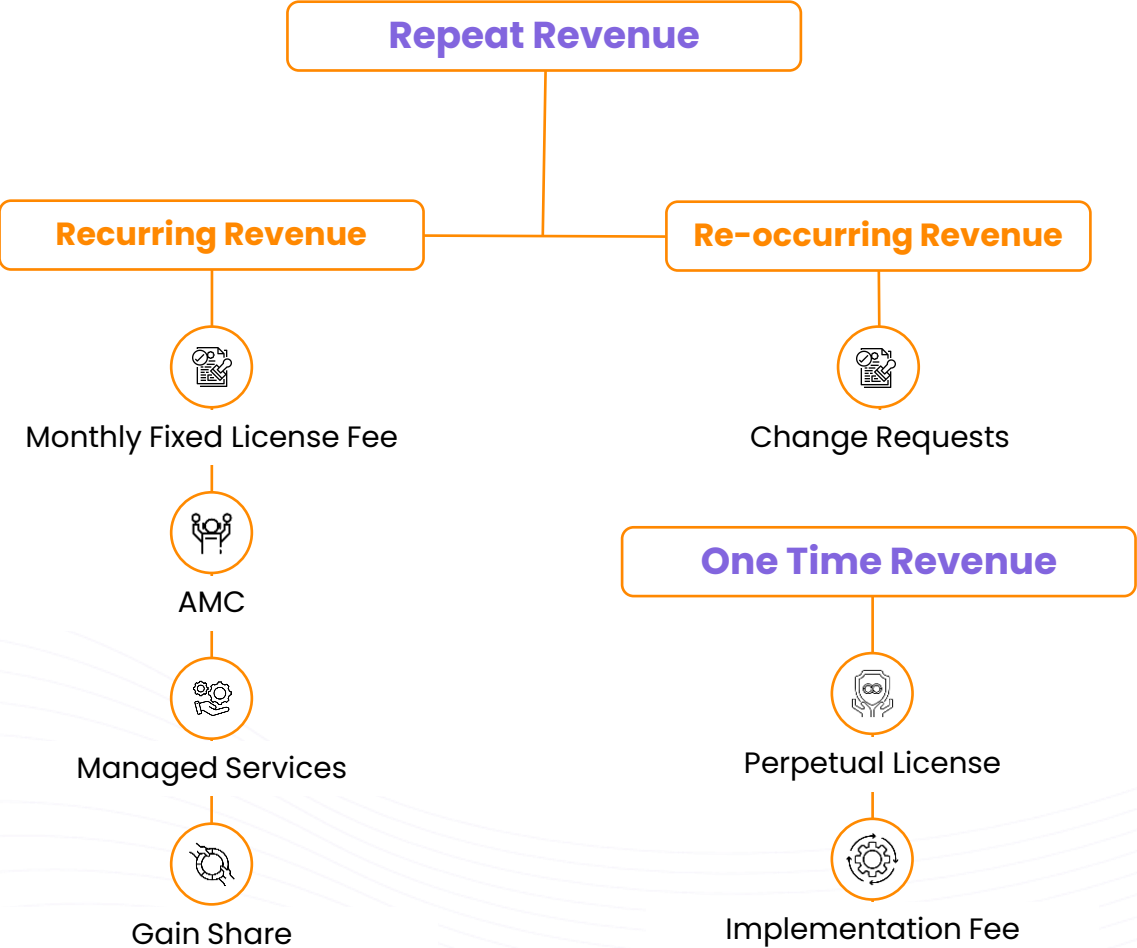 Repeat Revenue
Recurring Revenue
Re-occurring Revenue
Monthly Fixed License Fee
Change Requests
AMC
One Time Revenue
Managed Services
Perpetual License
Gain Share
Implementation Fee